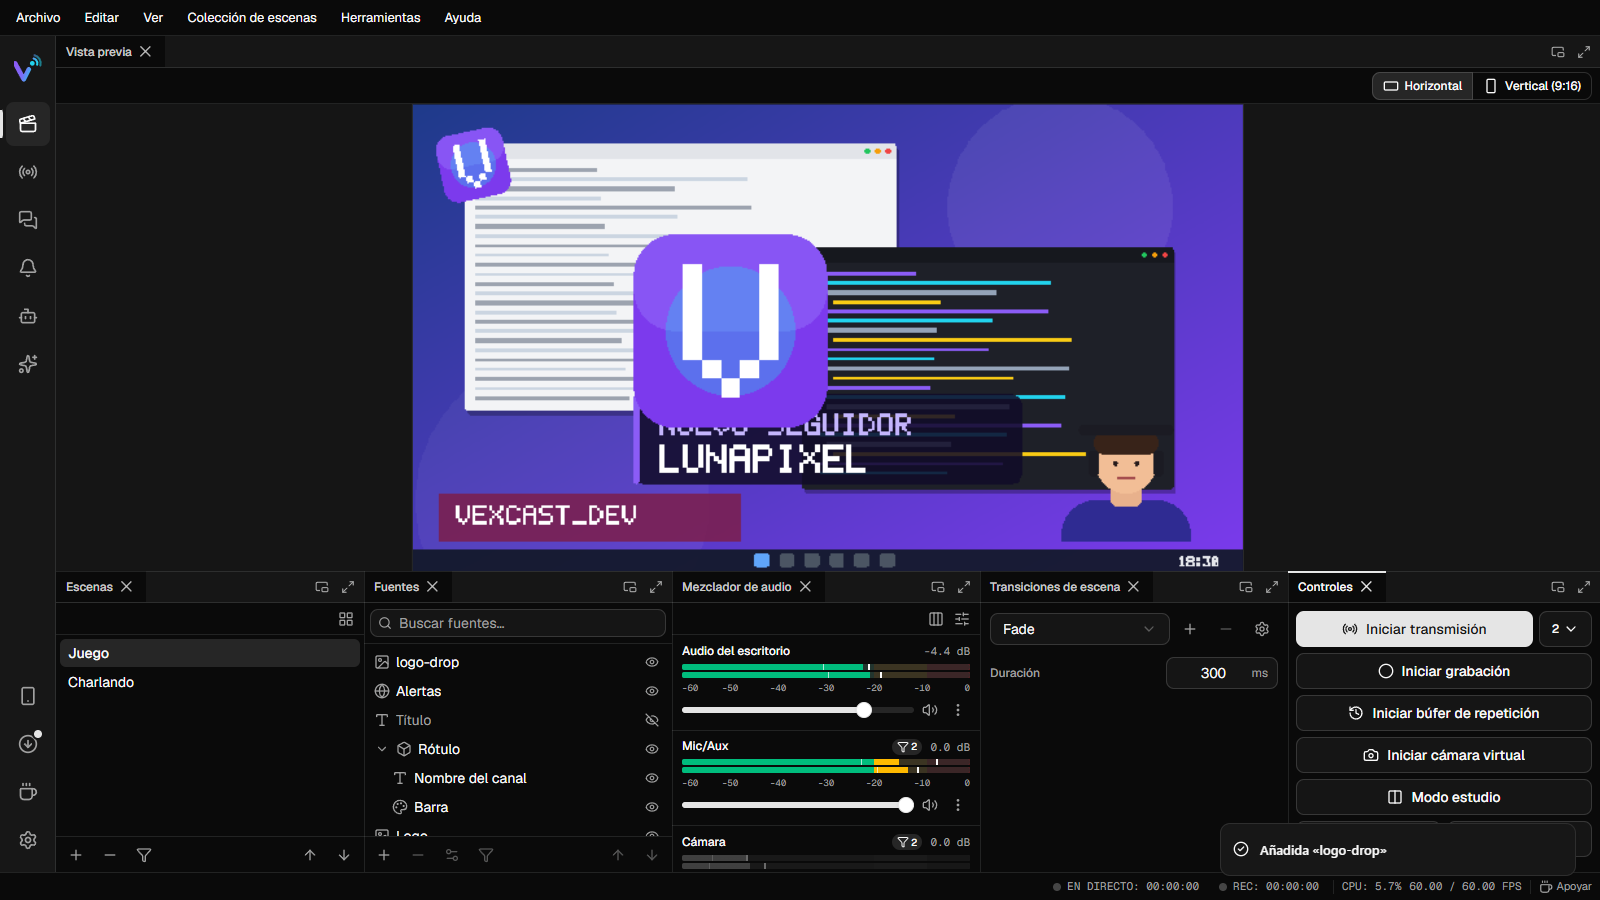 Archivo Editar Ver Colección de escenas Herramientas Ayuda
Vista previa
Horizontal Vertical (9:16)
NUEVO SEGUIDOR
LUNAPIXEL
VEXCAST_DEV
18:30
Escenas
Juego
Charlando
Fuentes
Buscar fuentes...
logo-drop
Alertas
Título
Rótulo
Nombre del canal
Barra
Logo
Mezclador de audio
Audio del escritorio -4.4 dB
-60 -50 -40 -30 -20 -10 0
Mic/Aux 2 0.0 dB
-60 -50 -40 -30 -20 -10 0
Cámara 2 0.0 dB
Transiciones de escena
Fade
Duración 300 ms
Controles
Iniciar transmisión 2
Iniciar grabación
Iniciar búfer de repetición
Iniciar cámara virtual
Modo estudio
Añadida «logo-drop»
EN DIRECTO: 00:00:00 REC: 00:00:00 CPU: 5.7% 60.00 / 60.00 FPS Apoyar